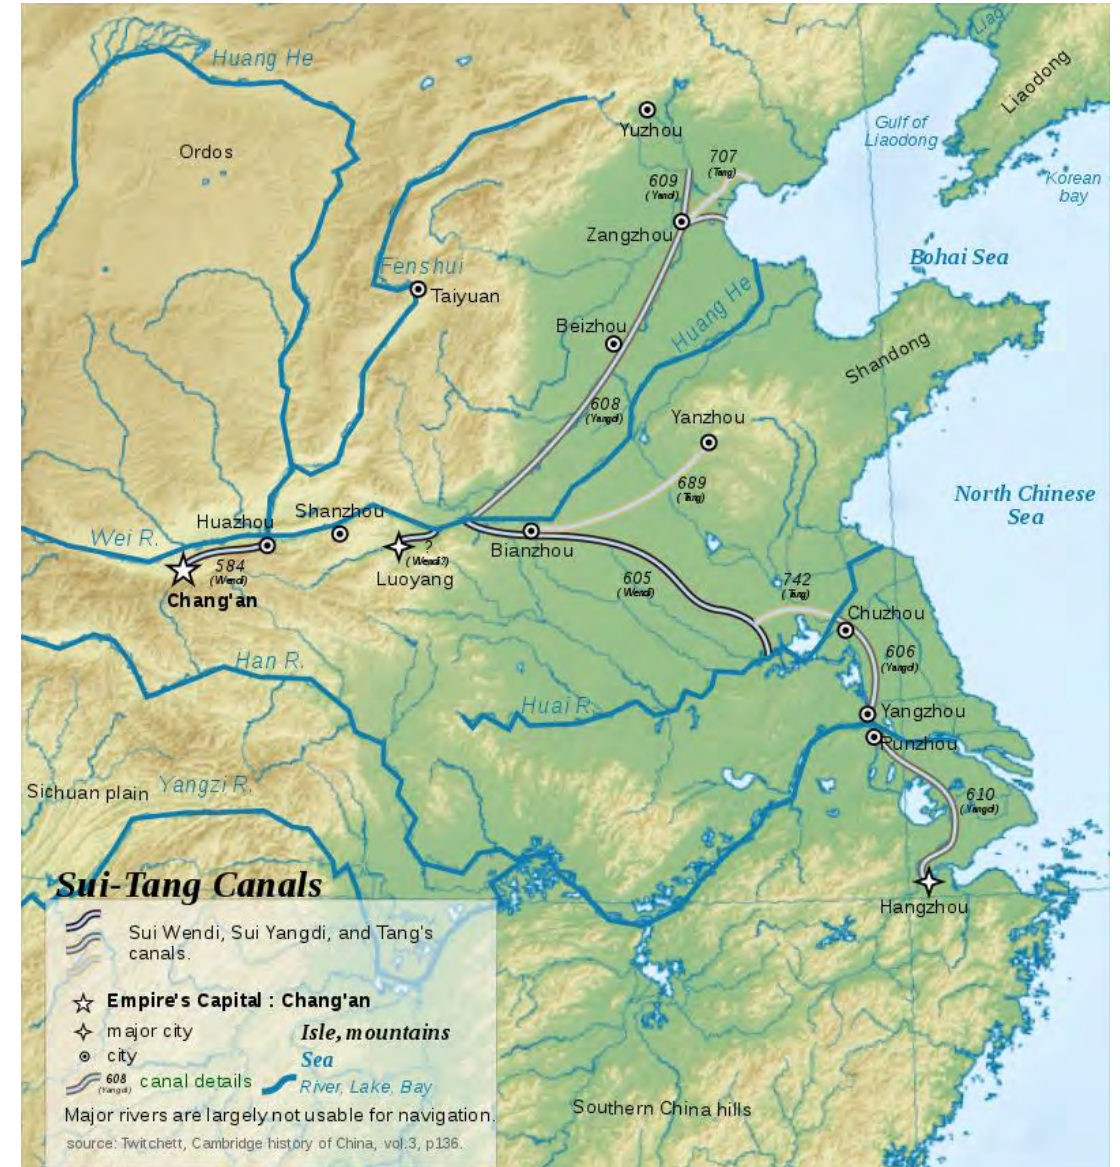 Liao
Huang He
Liaodong
Gulf of
Liaodong
Yuzhou
Ordos
707
(Tang)
609
(Yandi)
Korean
bay
Zangzhou
Bohai Sea
Fenshui
Taiyuan
Huang He
Beizhou
Shandong
608
(Yangdi)
Yanzhou
689
(Tang)
North Chinese
Sea
Shanzhou
Huazhou
Wei R.
Bianzhou
?
(Wendi?)
Luoyang
584
(Wendi)
Chang'an
605
(Wendi)
742
(Tang)
Chuzhou
606
(Yangdi)
Han R.
Huai R.
Yangzhou
Runzhou
Yangzi R.
Sichuan plain
610
(Yangdi)
Hangzhou
Sui-Tang Canals
Sui Wendi, Sui Yangdi, and Tang's
canals.
Empire's Capital : Chang'an
major city
Isle, mountains
city
Sea
608
(Yangdi)
canal details
River, Lake, Bay
Major rivers are largely not usable for navigation.
source: Twitchett, Cambridge history of China, vol.3, p136.
Southern China hills